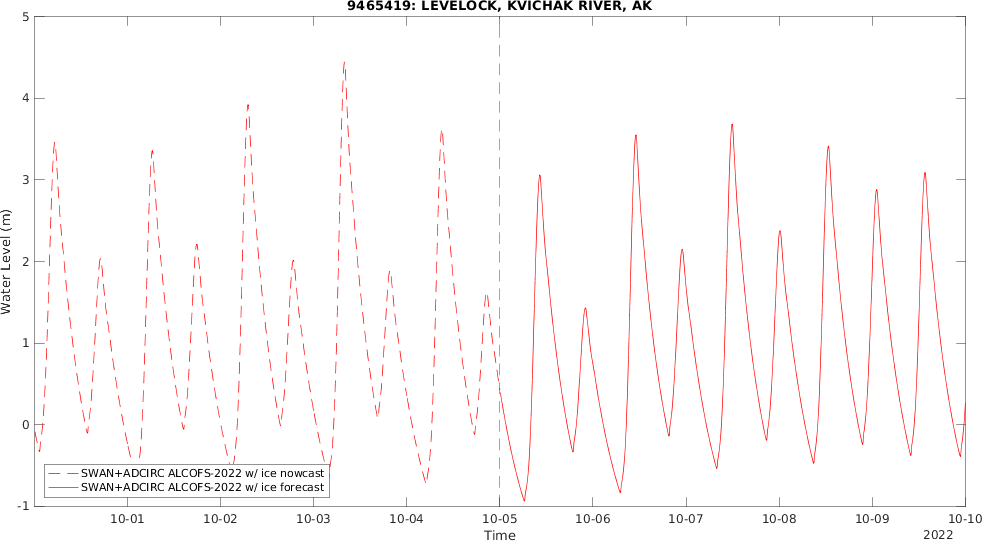 9465419: LEVELOCK, KVICHAK RIVER, AK
5
4
3
2
1
0
-1
Water Level (m)
SWAN+ADCIRC ALCOFS-2022 w/ ice nowcast
SWAN+ADCIRC ALCOFS-2022 w/ ice forecast
10-01 10-02 10-03 10-04 10-05 10-06 10-07 10-08 10-09 10-10
Time
2022